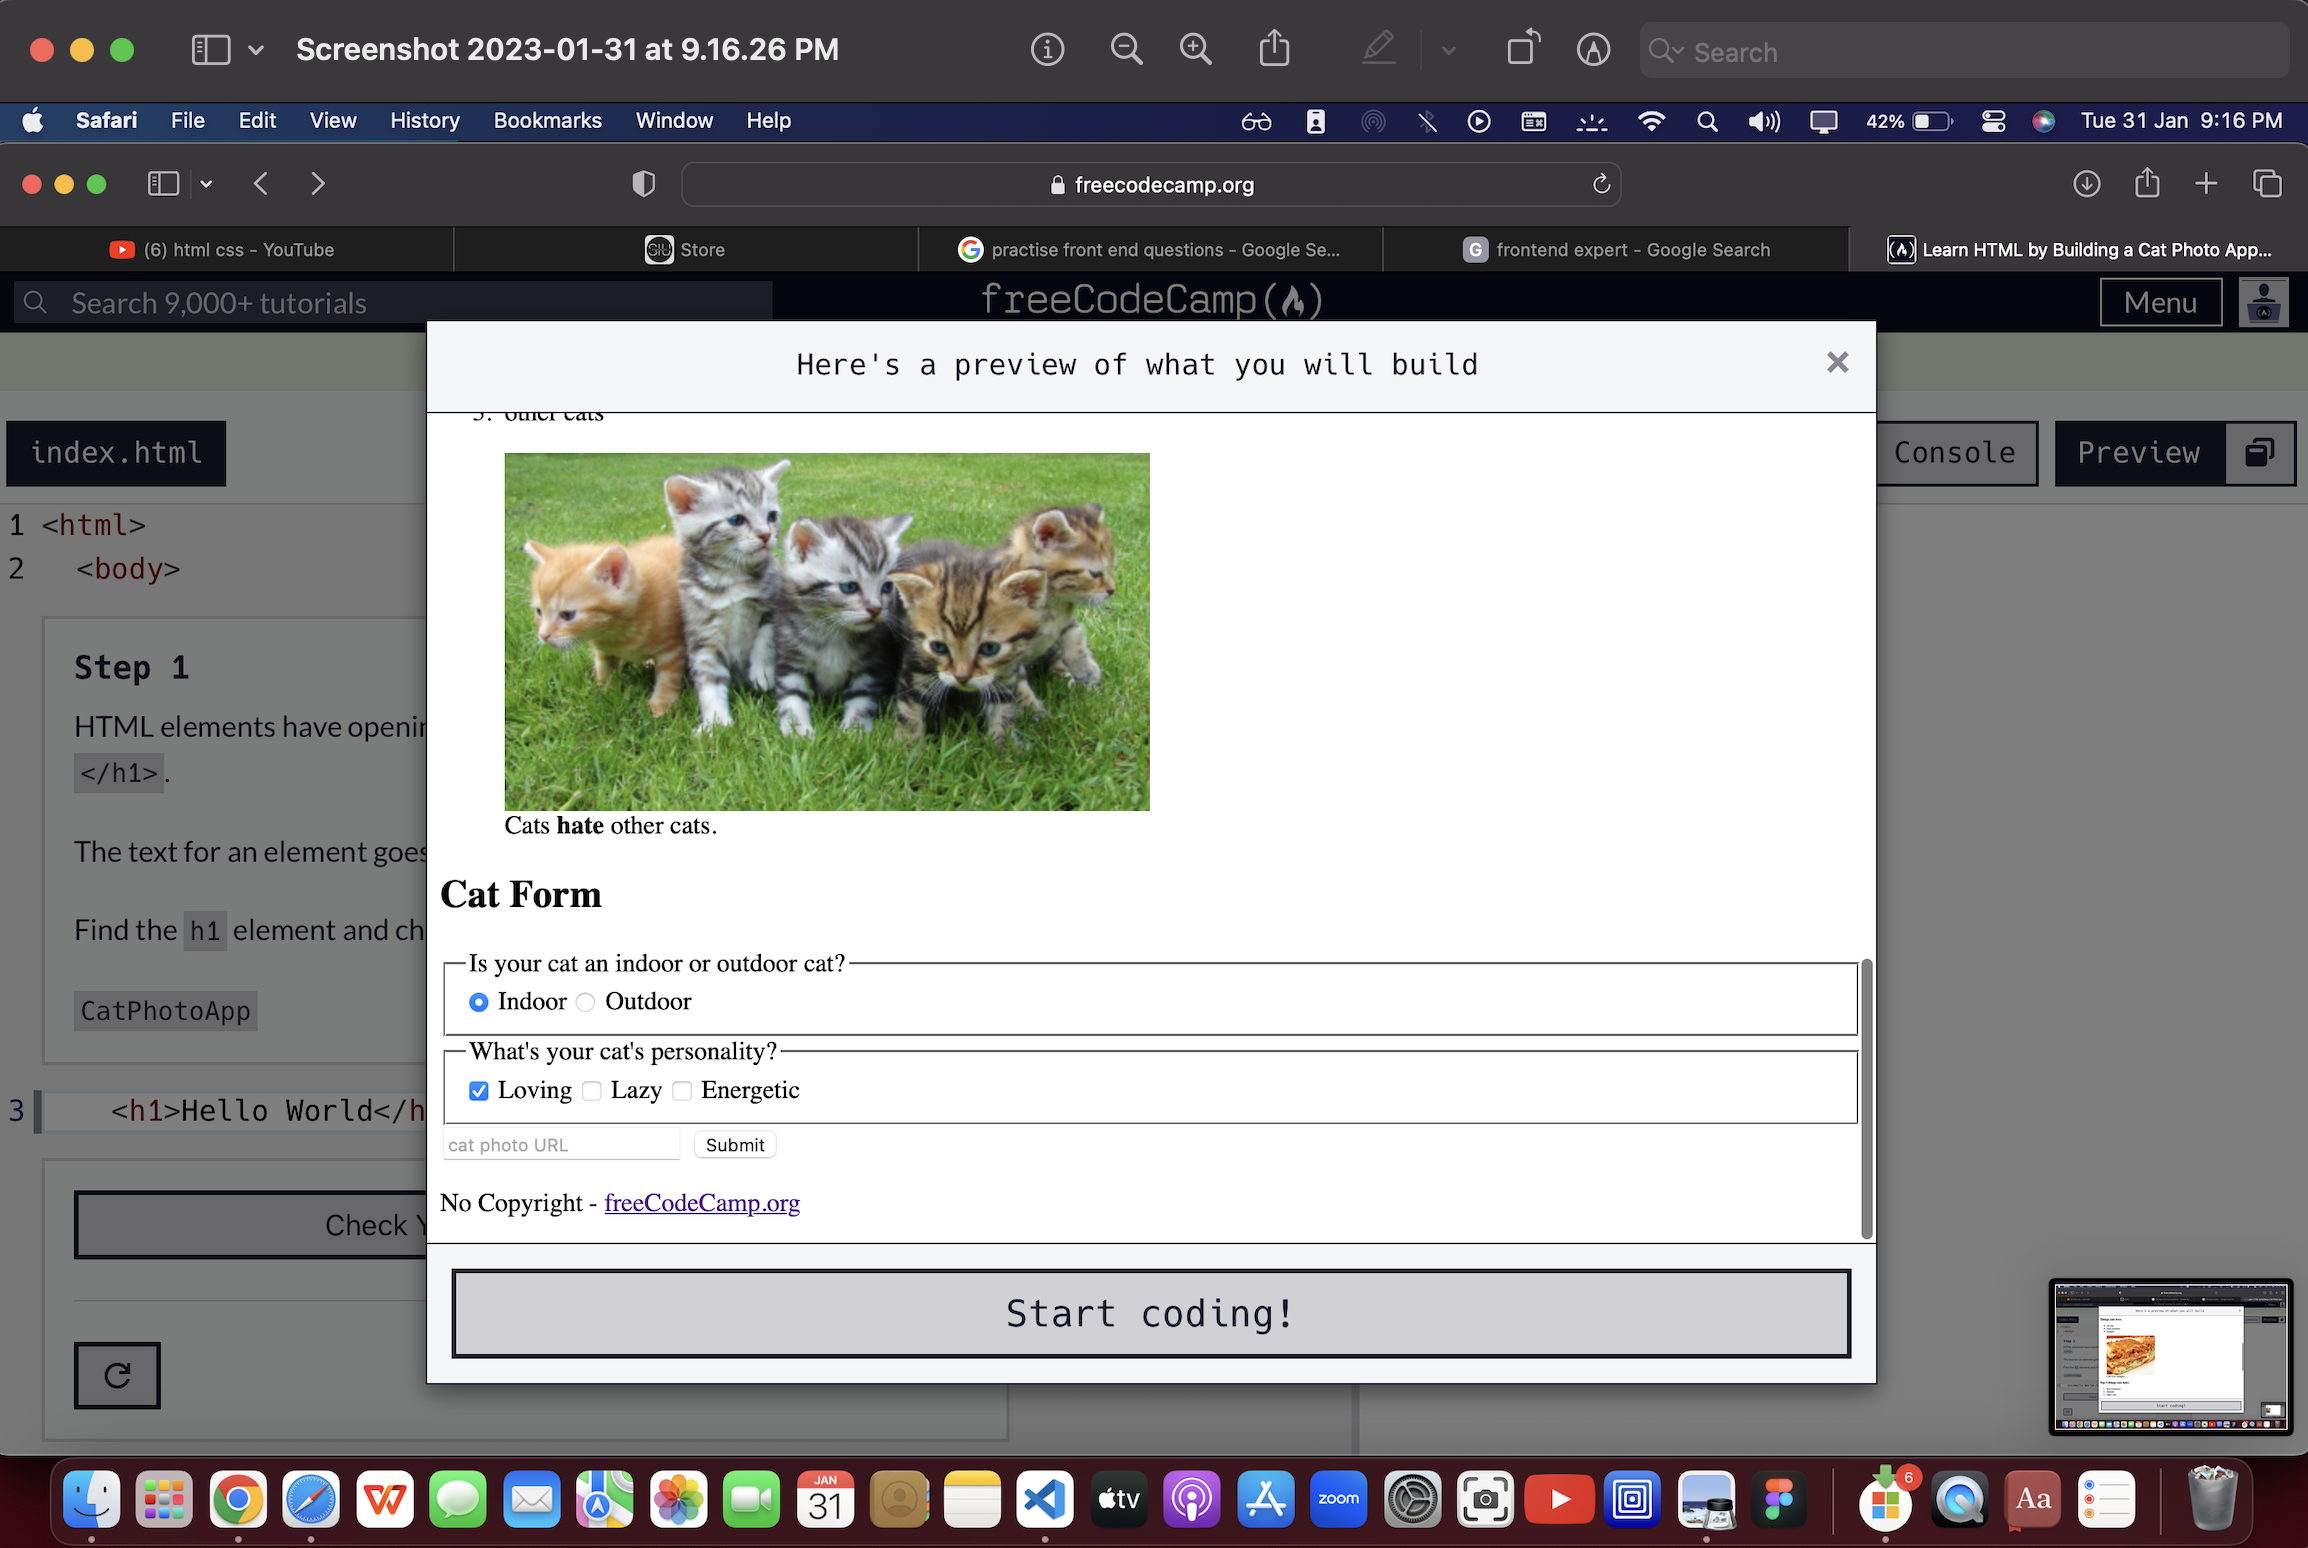 Screenshot 2023-01-31 at 9.16.26 PM
Search
Safari File Edit View History Bookmarks Window Help 42% Tue 31 Jan 9:16 PM
freecodecamp.org
(6) html css - YouTube
Store
practise front end questions - Google Se...
G frontend expert - Google Search
Learn HTML by Building a Cat Photo App...
Search 9,000+ tutorials
freeCodeCamp
Menu
Here's a preview of what you will build
×
index.html
Console
Preview
1 <html>
2 <body>
Step 1
HTML elements have openin
</h1>.
The text for an element goes
Find the h1 element and ch
CatPhotoApp
3 <h1>Hello World</h
Check Y
other cats
Cats hate other cats.
Cat Form
Is your cat an indoor or outdoor cat?
Indoor Outdoor
What's your cat's personality?
Loving Lazy Energetic
cat photo URL Submit
No Copyright - freeCodeCamp.org
Start coding!
JAN
31
tv
zoom
6
Aa